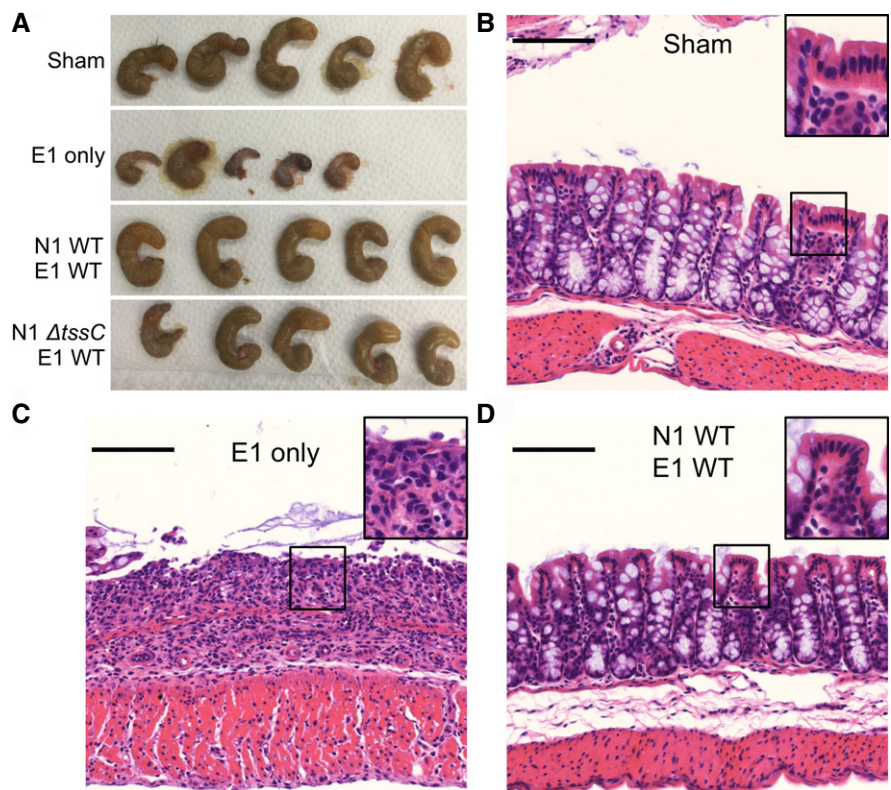 A
Sham
E1 only
N1 WT
E1 WT
N1 ΔtssC
E1 WT
B
Sham
C
E1 only
D
N1 WT
E1 WT